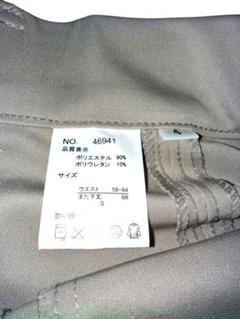 NO. 46941
品質表示
ポリエステル 90%
ポリウレタン 10%
サイズ
ウエスト 58-64
また下丈 68
S
取り扱